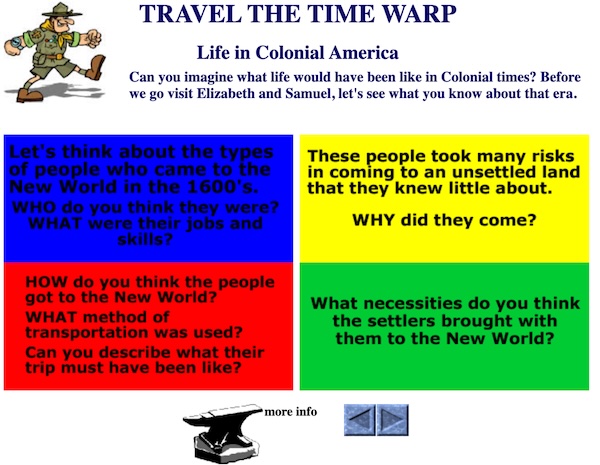 TRAVEL THE TIME WARP
Life in Colonial America
Can you imagine what life would have been like in Colonial times? Before
we go visit Elizabeth and Samuel, let's see what you know about that era.
Let's think about the types
of people who came to the
New World in the 1600's.
WHO do you think they were?
WHAT were their jobs and
skills?
These people took many risks
in coming to an unsettled land
that they knew little about.
WHY did they come?
HOW do you think the people
got to the New World?
WHAT method of
transportation was used?
Can you describe what their
trip must have been like?
What necessities do you think
the settlers brought with
them to the New World?
more info